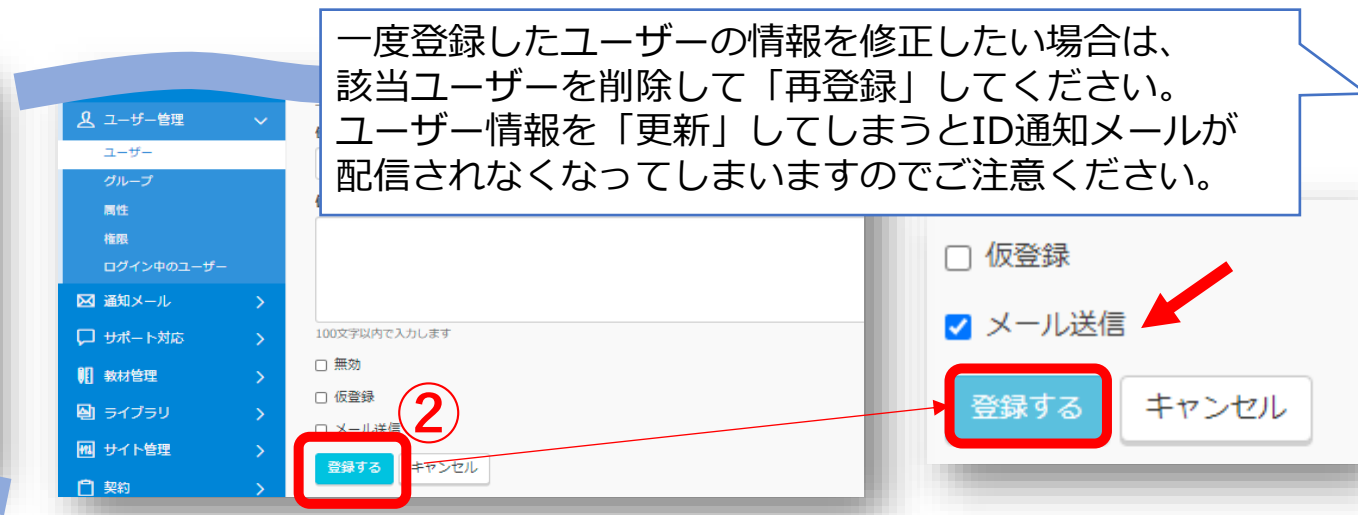 一度登録したユーザーの情報を修正したい場合は、
該当ユーザーを削除して「再登録」してください。
ユーザー情報を「更新」してしまうとID通知メールが
配信されなくなってしまいますのでご注意ください。
ユーザー管理
ユーザー
グループ
属性
権限
ログイン中のユーザー
通知メール
サポート対応
教材管理
ライブラリ
サイト管理
契約
100文字以内で入力します
無効
仮登録
メール送信
②
登録する
キャンセル
仮登録
メール送信
登録する
キャンセル